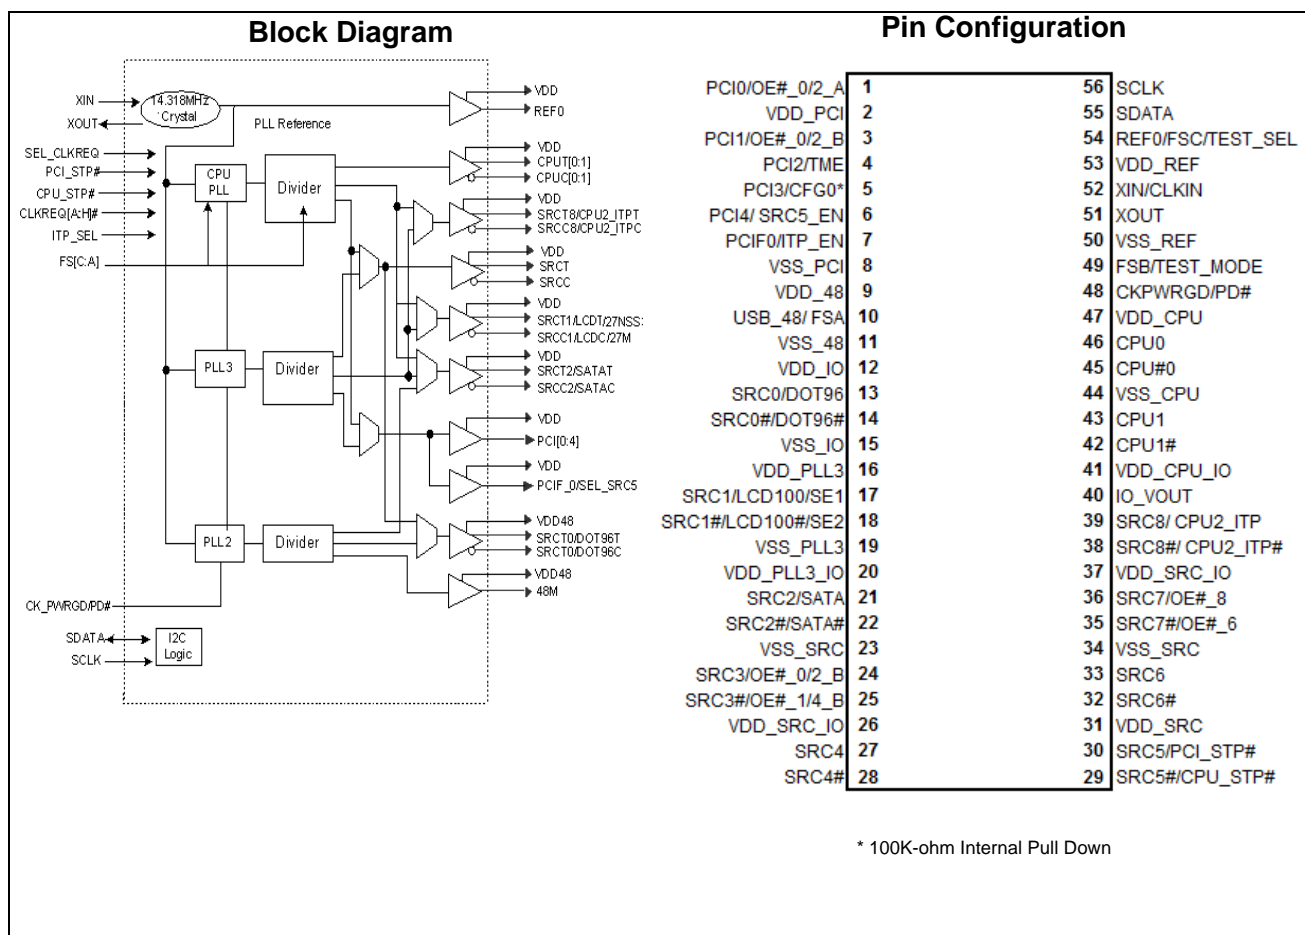 Block Diagram
XIN
XOUT
14.318MHz
Crystal
PLL Reference
SEL_CLKREQ
PCI_STP#
CPU_STP#
CLKREQ[A:H]#
ITP_SEL
FS[C:A]
CPU
PLL
Divider
PLL3
Divider
PLL2
Divider
CK_PWRGD/PD#
SDATA
SCLK
I2C
Logic
VDD
REF0
VDD
CPUT[0:1]
CPUC[0:1]
VDD
SRCT8/CPU2_ITPT
SRCC8/CPU2_ITPC
VDD
SRCT
SRCC
VDD
SRCT1/LCDT/27NSS
SRCC1/LCDC/27M
VDD
SRCT2/SATAT
SRCC2/SATAC
VDD
PCI[0:4]
VDD
PCIF_0/SEL_SRC5
VDD48
SRCT0/DOT96T
SRCT0/DOT96C
VDD48
48M
Pin Configuration
PCI0/OE#_0/2_A 1
VDD_PCI 2
PCI1/OE#_0/2_B 3
PCI2/TME 4
PCI3/CFG0* 5
PCI4/ SRC5_EN 6
PCIF0/ITP_EN 7
VSS_PCI 8
VDD_48 9
USB_48/ FSA 10
VSS_48 11
VDD_IO 12
SRC0/DOT96 13
SRC0#/DOT96# 14
VSS_IO 15
VDD_PLL3 16
SRC1/LCD100/SE1 17
SRC1#/LCD100#/SE2 18
VSS_PLL3 19
VDD_PLL3_IO 20
SRC2/SATA 21
SRC2#/SATA# 22
VSS_SRC 23
SRC3/OE#_0/2_B 24
SRC3#/OE#_1/4_B 25
VDD_SRC_IO 26
SRC4 27
SRC4# 28
56 SCLK
55 SDATA
54 REF0/FSC/TEST_SEL
53 VDD_REF
52 XIN/CLKIN
51 XOUT
50 VSS_REF
49 FSB/TEST_MODE
48 CKPWRGD/PD#
47 VDD_CPU
46 CPU0
45 CPU#0
44 VSS_CPU
43 CPU1
42 CPU1#
41 VDD_CPU_IO
40 IO_VOUT
39 SRC8/ CPU2_ITP
38 SRC8#/ CPU2_ITP#
37 VDD_SRC_IO
36 SRC7/OE#_8
35 SRC7#/OE#_6
34 VSS_SRC
33 SRC6
32 SRC6#
31 VDD_SRC
30 SRC5/PCI_STP#
29 SRC5#/CPU_STP#
* 100K-ohm Internal Pull Down